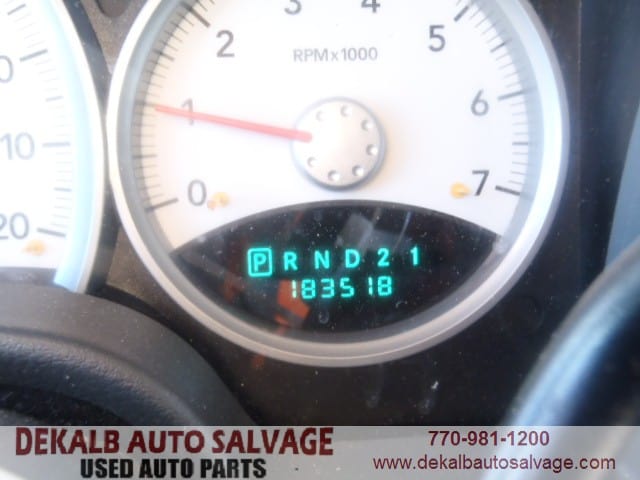 3 4
2 5
RPMx1000
1 6
0 7
10
20
P R N D 2 1
183518
DEKALB AUTO SALVAGE
USED AUTO PARTS
770-981-1200
www.dekalbautosalvage.com